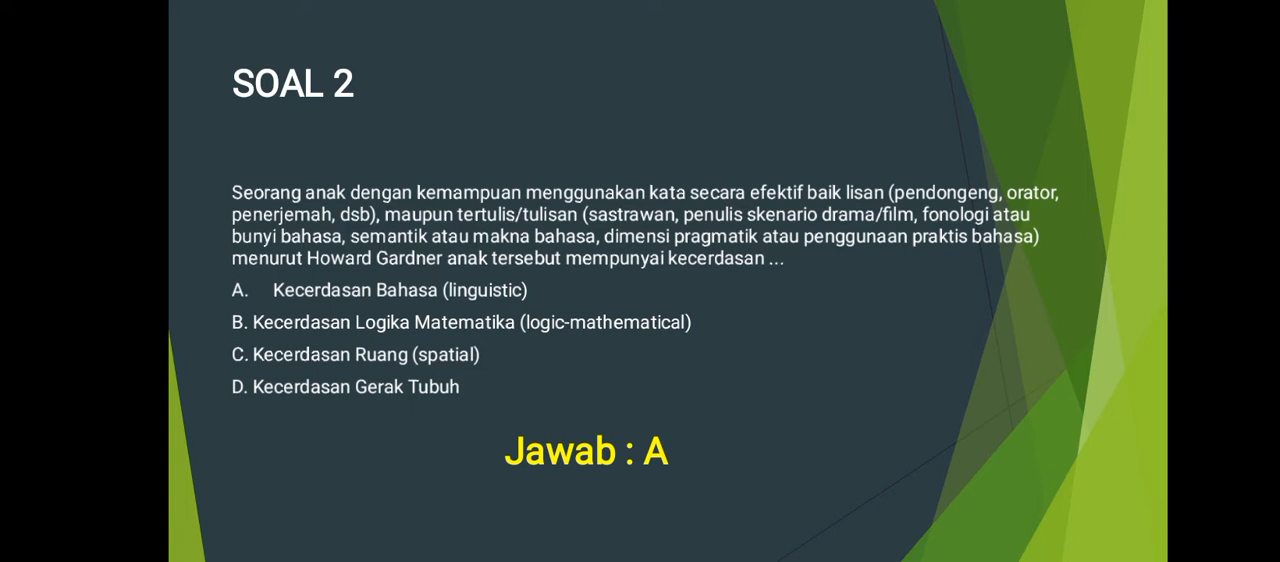 SOAL 2
Seorang anak dengan kemampuan menggunakan kata secara efektif baik lisan (pendongeng, orator,
penerjemah, dsb), maupun tertulis/tulisan (sastrawan, penulis skenario drama/film, fonologi atau
bunyi bahasa, semantik atau makna bahasa, dimensi pragmatik atau penggunaan praktis bahasa)
menurut Howard Gardner anak tersebut mempunyai kecerdasan ...
A. Kecerdasan Bahasa (linguistic)
B. Kecerdasan Logika Matematika (logic-mathematical)
C. Kecerdasan Ruang (spatial)
D. Kecerdasan Gerak Tubuh
Jawab : A